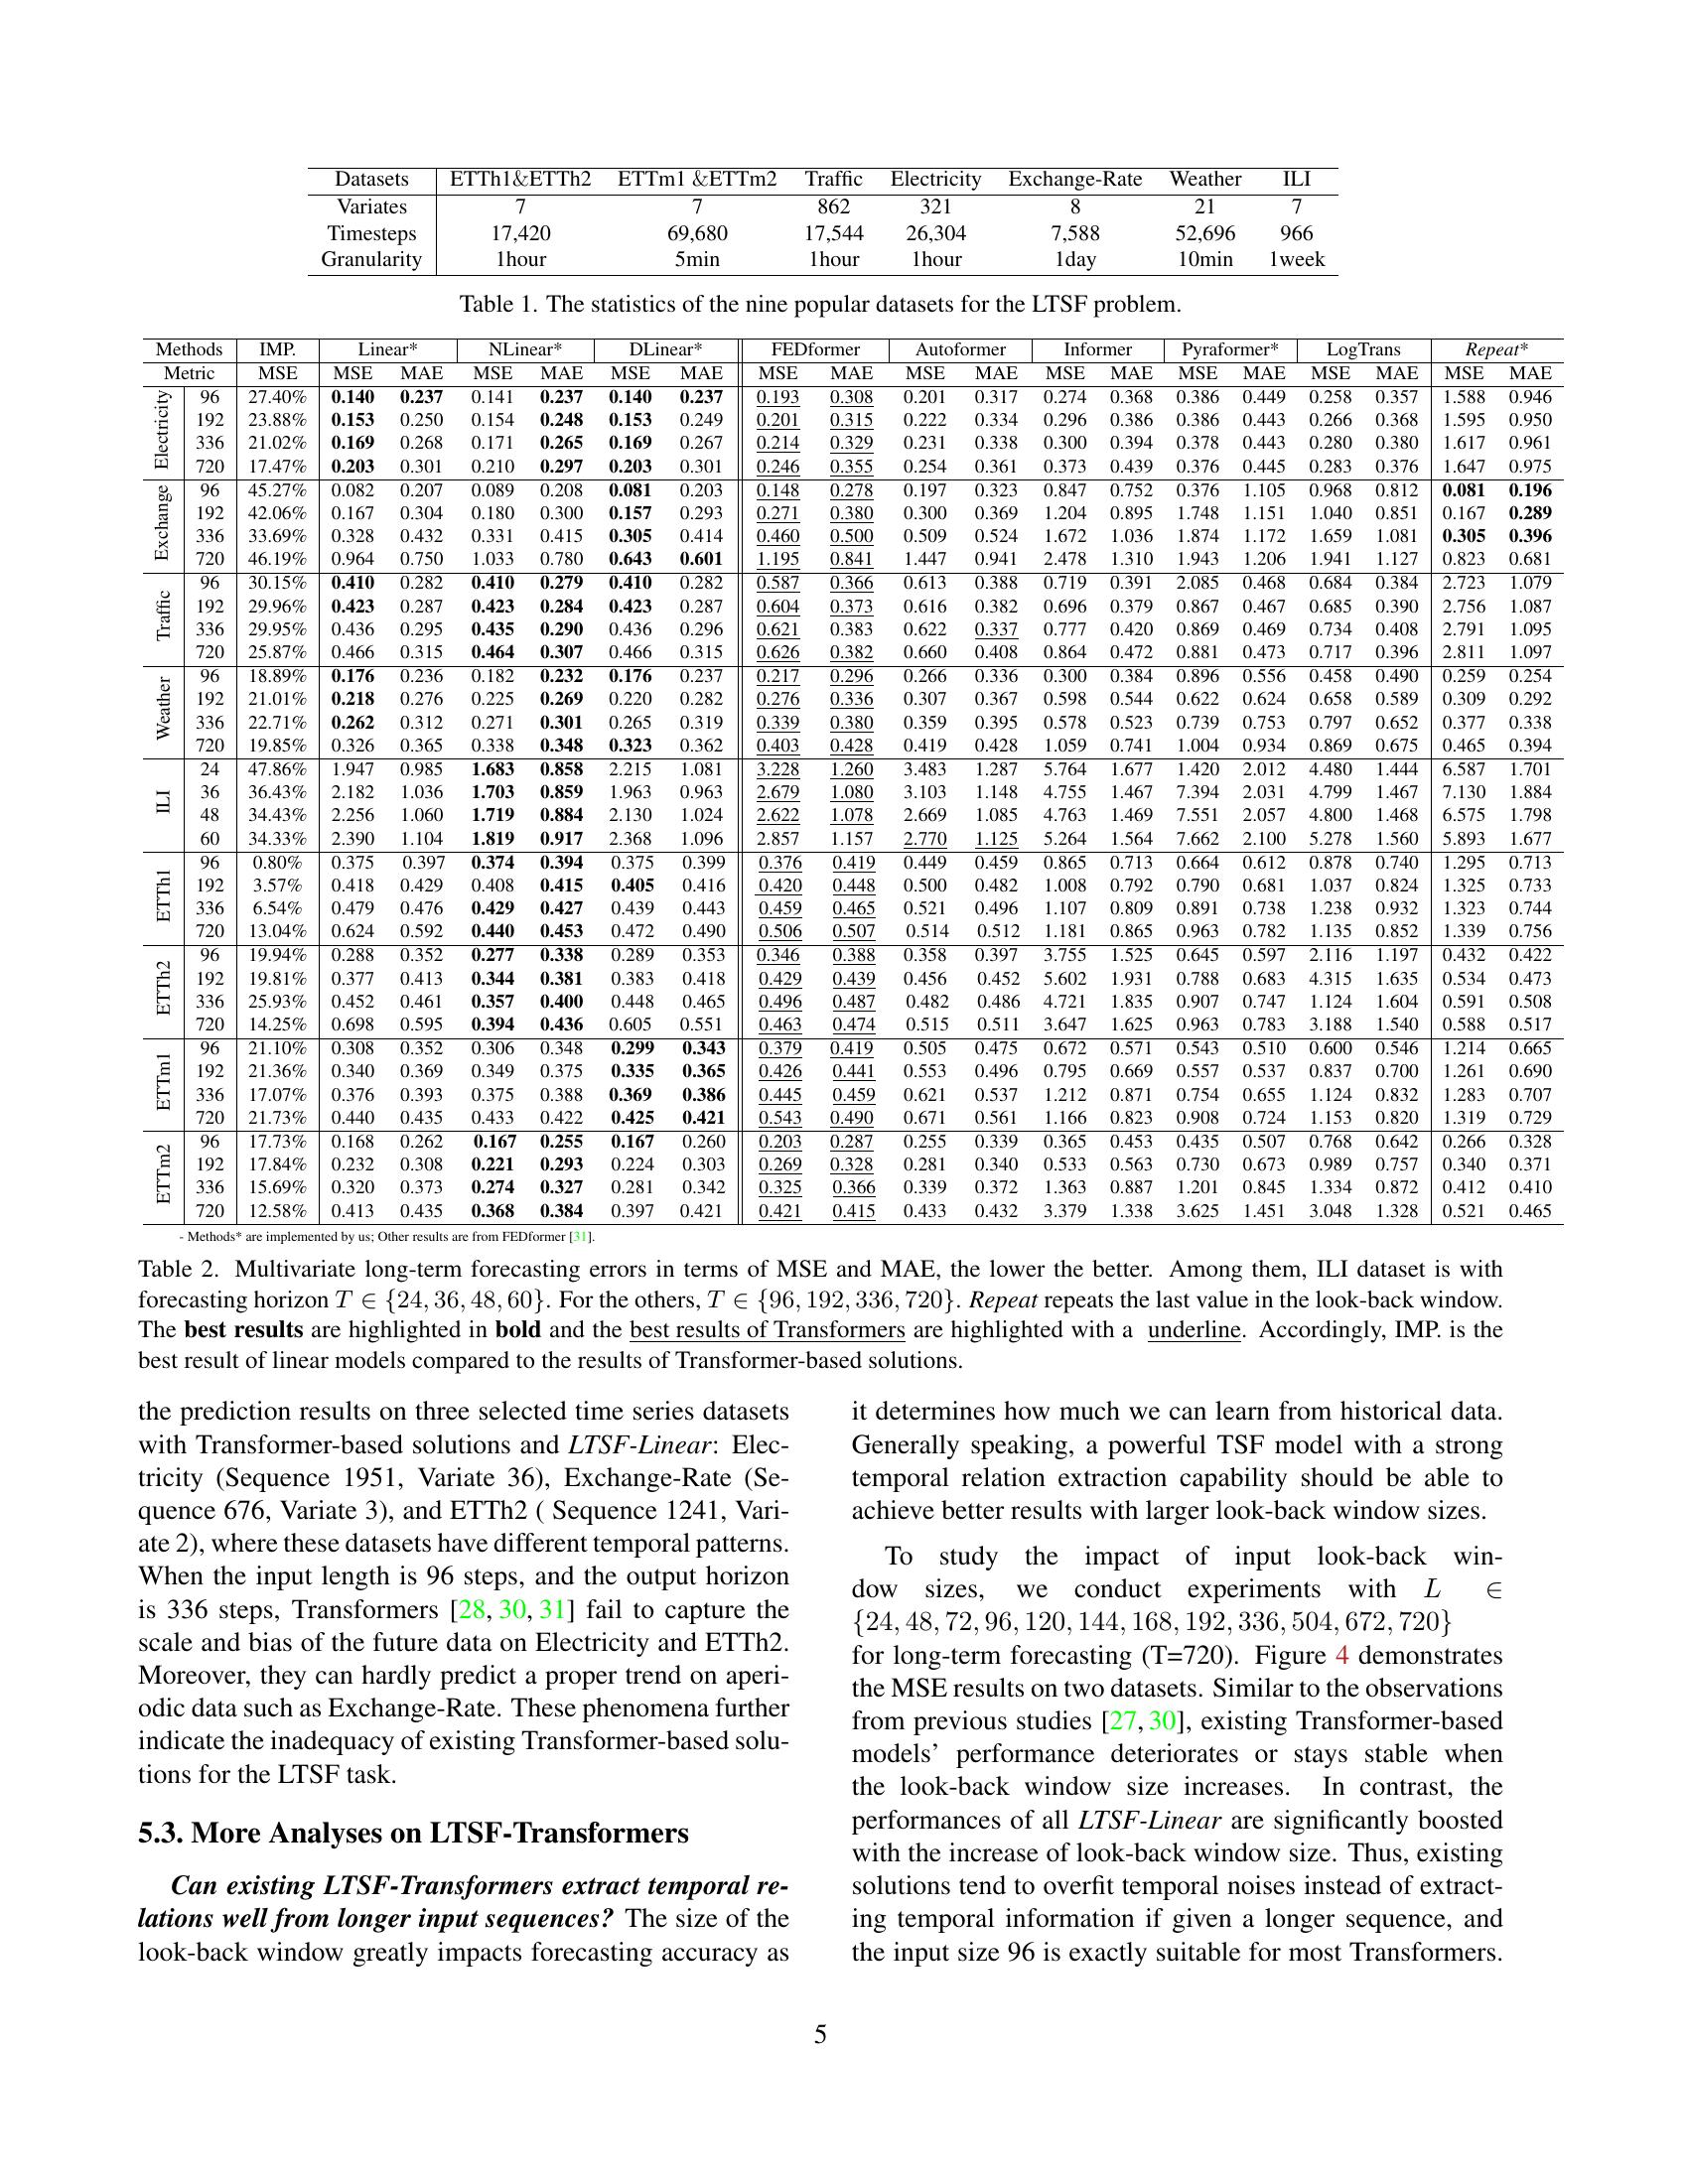 Datasets ETTh1&ETTh2 ETTm1 &ETTm2 Traffic Electricity Exchange-Rate Weather ILI
Variates 7 7 862 321 8 21 7
Timesteps 17,420 69,680 17,544 26,304 7,588 52,696 966
Granularity 1hour 5min 1hour 1hour 1day 10min 1week
Table 1. The statistics of the nine popular datasets for the LTSF problem.
Methods IMP. Linear* NLinear* DLinear* FEDformer Autoformer Informer Pyraformer* LogTrans Repeat*
Metric MSE MSE MAE MSE MAE MSE MAE MSE MAE MSE MAE MSE MAE MSE MAE MSE MAE MSE MAE
Electricity
96 27.40% 0.140 0.237 0.141 0.237 0.140 0.237 0.193 0.308 0.201 0.317 0.274 0.368 0.386 0.449 0.258 0.357 1.588 0.946
192 23.88% 0.153 0.250 0.154 0.248 0.153 0.249 0.201 0.315 0.222 0.334 0.296 0.386 0.386 0.443 0.266 0.368 1.595 0.950
336 21.02% 0.169 0.268 0.171 0.265 0.169 0.267 0.214 0.329 0.231 0.338 0.300 0.394 0.378 0.443 0.280 0.380 1.617 0.961
720 17.47% 0.203 0.301 0.210 0.297 0.203 0.301 0.246 0.355 0.254 0.361 0.373 0.439 0.376 0.445 0.283 0.376 1.647 0.975
Exchange
96 45.27% 0.082 0.207 0.089 0.208 0.081 0.203 0.148 0.278 0.197 0.323 0.847 0.752 0.376 1.105 0.968 0.812 0.081 0.196
192 42.06% 0.167 0.304 0.180 0.300 0.157 0.293 0.271 0.380 0.300 0.369 1.204 0.895 1.748 1.151 1.040 0.851 0.167 0.289
336 33.69% 0.328 0.432 0.331 0.415 0.305 0.414 0.460 0.500 0.509 0.524 1.672 1.036 1.874 1.172 1.659 1.081 0.305 0.396
720 46.19% 0.964 0.750 1.033 0.780 0.643 0.601 1.195 0.841 1.447 0.941 2.478 1.310 1.943 1.206 1.941 1.127 0.823 0.681
Traffic
96 30.15% 0.410 0.282 0.410 0.279 0.410 0.282 0.587 0.366 0.613 0.388 0.719 0.391 2.085 0.468 0.684 0.384 2.723 1.079
192 29.96% 0.423 0.287 0.423 0.284 0.423 0.287 0.604 0.373 0.616 0.382 0.696 0.379 0.867 0.467 0.685 0.390 2.756 1.087
336 29.95% 0.436 0.295 0.435 0.290 0.436 0.296 0.621 0.383 0.622 0.337 0.777 0.420 0.869 0.469 0.734 0.408 2.791 1.095
720 25.87% 0.466 0.315 0.464 0.307 0.466 0.315 0.626 0.382 0.660 0.408 0.864 0.472 0.881 0.473 0.717 0.396 2.811 1.097
Weather
96 18.89% 0.176 0.236 0.182 0.232 0.176 0.237 0.217 0.296 0.266 0.336 0.300 0.384 0.896 0.556 0.458 0.490 0.259 0.254
192 21.01% 0.218 0.276 0.225 0.269 0.220 0.282 0.276 0.336 0.307 0.367 0.598 0.544 0.622 0.624 0.658 0.589 0.309 0.292
336 22.71% 0.262 0.312 0.271 0.301 0.265 0.319 0.339 0.380 0.359 0.395 0.578 0.523 0.739 0.753 0.797 0.652 0.377 0.338
720 19.85% 0.326 0.365 0.338 0.348 0.323 0.362 0.403 0.428 0.419 0.428 1.059 0.741 1.004 0.934 0.869 0.675 0.465 0.394
ILI
24 47.86% 1.947 0.985 1.683 0.858 2.215 1.081 3.228 1.260 3.483 1.287 5.764 1.677 1.420 2.012 4.480 1.444 6.587 1.701
36 36.43% 2.182 1.036 1.703 0.859 1.963 0.963 2.679 1.080 3.103 1.148 4.755 1.467 7.394 2.031 4.799 1.467 7.130 1.884
48 34.43% 2.256 1.060 1.719 0.884 2.130 1.024 2.622 1.078 2.669 1.085 4.763 1.469 7.551 2.057 4.800 1.468 6.575 1.798
60 34.33% 2.390 1.104 1.819 0.917 2.368 1.096 2.857 1.157 2.770 1.125 5.264 1.564 7.662 2.100 5.278 1.560 5.893 1.677
ETTh1
96 0.80% 0.375 0.397 0.374 0.394 0.375 0.399 0.376 0.419 0.449 0.459 0.865 0.713 0.664 0.612 0.878 0.740 1.295 0.713
192 3.57% 0.418 0.429 0.408 0.415 0.405 0.416 0.420 0.448 0.500 0.482 1.008 0.792 0.790 0.681 1.037 0.824 1.325 0.733
336 6.54% 0.479 0.476 0.429 0.427 0.439 0.443 0.459 0.465 0.521 0.496 1.107 0.809 0.891 0.738 1.238 0.932 1.323 0.744
720 13.04% 0.624 0.592 0.440 0.453 0.472 0.490 0.506 0.507 0.514 0.512 1.181 0.865 0.963 0.782 1.135 0.852 1.339 0.756
ETTh2
96 19.94% 0.288 0.352 0.277 0.338 0.289 0.353 0.346 0.388 0.358 0.397 3.755 1.525 0.645 0.597 2.116 1.197 0.432 0.422
192 19.81% 0.377 0.413 0.344 0.381 0.383 0.418 0.429 0.439 0.456 0.452 5.602 1.931 0.788 0.683 4.315 1.635 0.534 0.473
336 25.93% 0.452 0.461 0.357 0.400 0.448 0.465 0.496 0.487 0.482 0.486 4.721 1.835 0.907 0.747 1.124 1.604 0.591 0.508
720 14.25% 0.698 0.595 0.394 0.436 0.605 0.551 0.463 0.474 0.515 0.511 3.647 1.625 0.963 0.783 3.188 1.540 0.588 0.517
ETTm1
96 21.10% 0.308 0.352 0.306 0.348 0.299 0.343 0.379 0.419 0.505 0.475 0.672 0.571 0.543 0.510 0.600 0.546 1.214 0.665
192 21.36% 0.340 0.369 0.349 0.375 0.335 0.365 0.426 0.441 0.553 0.496 0.795 0.669 0.557 0.537 0.837 0.700 1.261 0.690
336 17.07% 0.376 0.393 0.375 0.388 0.369 0.386 0.445 0.459 0.621 0.537 1.212 0.871 0.754 0.655 1.124 0.832 1.283 0.707
720 21.73% 0.440 0.435 0.433 0.422 0.425 0.421 0.543 0.490 0.671 0.561 1.166 0.823 0.908 0.724 1.153 0.820 1.319 0.729
ETTm2
96 17.73% 0.168 0.262 0.167 0.255 0.167 0.260 0.203 0.287 0.255 0.339 0.365 0.453 0.435 0.507 0.768 0.642 0.266 0.328
192 17.84% 0.232 0.308 0.221 0.293 0.224 0.303 0.269 0.328 0.281 0.340 0.533 0.563 0.730 0.673 0.989 0.757 0.340 0.371
336 15.69% 0.320 0.373 0.274 0.327 0.281 0.342 0.325 0.366 0.339 0.372 1.363 0.887 1.201 0.845 1.334 0.872 0.412 0.410
720 12.58% 0.413 0.435 0.368 0.384 0.397 0.421 0.421 0.415 0.433 0.432 3.379 1.338 3.625 1.451 3.048 1.328 0.521 0.465
- Methods* are implemented by us; Other results are from FEDformer [31].
Table 2. Multivariate long-term forecasting errors in terms of MSE and MAE, the lower the better. Among them, ILI dataset is with
forecasting horizon T ∈ {24, 36, 48, 60}. For the others, T ∈ {96, 192, 336, 720}. Repeat repeats the last value in the look-back window.
The best results are highlighted in bold and the best results of Transformers are highlighted with a underline. Accordingly, IMP. is the
best result of linear models compared to the results of Transformer-based solutions.
the prediction results on three selected time series datasets
with Transformer-based solutions and LTSF-Linear: Elec-
tricity (Sequence 1951, Variate 36), Exchange-Rate (Se-
quence 676, Variate 3), and ETTh2 ( Sequence 1241, Vari-
ate 2), where these datasets have different temporal patterns.
When the input length is 96 steps, and the output horizon
is 336 steps, Transformers [28, 30, 31] fail to capture the
scale and bias of the future data on Electricity and ETTh2.
Moreover, they can hardly predict a proper trend on aperi-
odic data such as Exchange-Rate. These phenomena further
indicate the inadequacy of existing Transformer-based solu-
tions for the LTSF task.
5.3. More Analyses on LTSF-Transformers
Can existing LTSF-Transformers extract temporal re-
lations well from longer input sequences? The size of the
look-back window greatly impacts forecasting accuracy as
it determines how much we can learn from historical data.
Generally speaking, a powerful TSF model with a strong
temporal relation extraction capability should be able to
achieve better results with larger look-back window sizes.
To study the impact of input look-back win-
dow sizes, we conduct experiments with L ∈
{24, 48, 72, 96, 120, 144, 168, 192, 336, 504, 672, 720}
for long-term forecasting (T=720). Figure 4 demonstrates
the MSE results on two datasets. Similar to the observations
from previous studies [27, 30], existing Transformer-based
models' performance deteriorates or stays stable when
the look-back window size increases. In contrast, the
performances of all LTSF-Linear are significantly boosted
with the increase of look-back window size. Thus, existing
solutions tend to overfit temporal noises instead of extract-
ing temporal information if given a longer sequence, and
the input size 96 is exactly suitable for most Transformers.
5